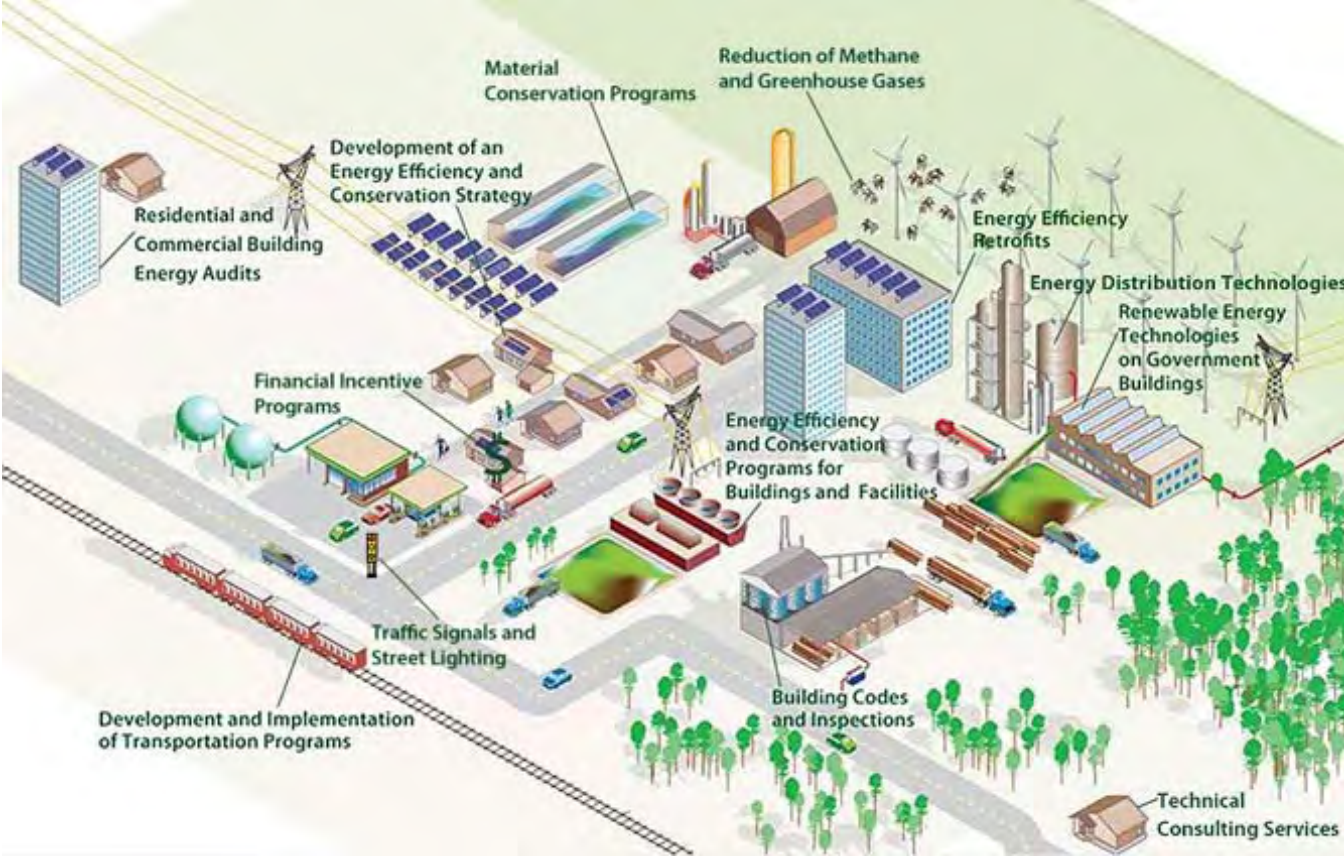 Reduction of Methane
and Greenhouse Gases
Material
Conservation Programs
Development of an
Energy Efficiency and
Conservation Strategy
Residential and
Commercial Building
Energy Audits
Energy Efficiency
Retrofits
Energy Distribution Technologies
Renewable Energy
Technologies
on Government
Buildings
Financial Incentive
Programs
$
Energy Efficiency
and Conservation
Programs for
Buildings and Facilities
Traffic Signals and
Street Lighting
Development and Implementation
of Transportation Programs
Building Codes
and Inspections
Technical
Consulting Services